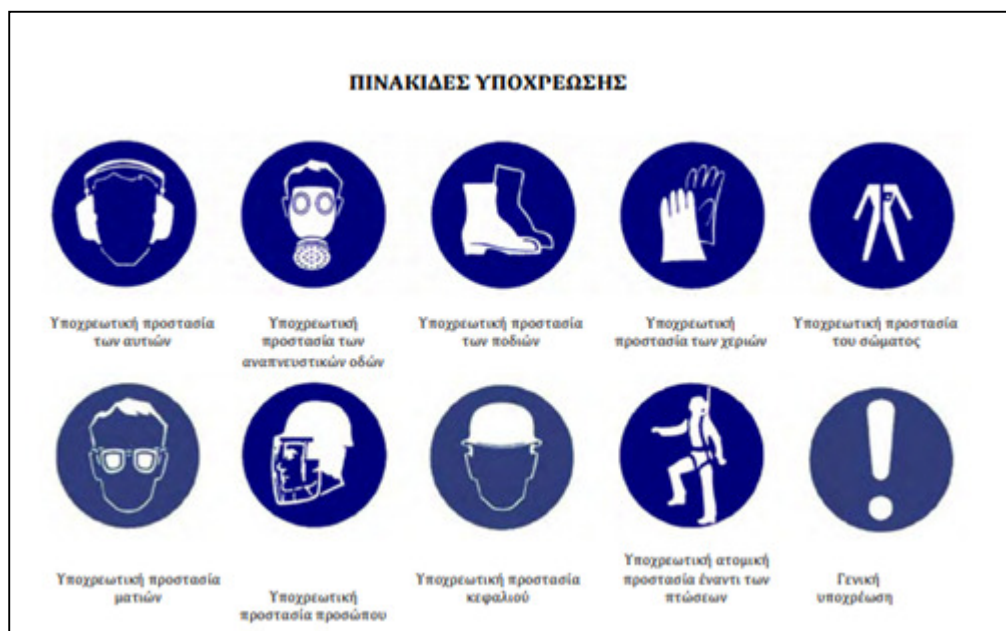 ΠΙΝΑΚΙΔΕΣ ΥΠΟΧΡΕΩΣΗΣ
Υποχρεωτική προστασία
των αυτιών
Υποχρεωτική
προστασία των
αναπνευστικών οδών
Υποχρεωτική προστασία
των ποδιών
Υποχρεωτική
προστασία των χεριών
Υποχρεωτική προστασία
του σώματος
Υποχρεωτική προστασία
ματιών
Υποχρεωτική
προστασία προσώπου
Υποχρεωτική προστασία
κεφαλιού
Υποχρεωτική ατομική
προστασία έναντι των
πτώσεων
Γενική
υποχρέωση